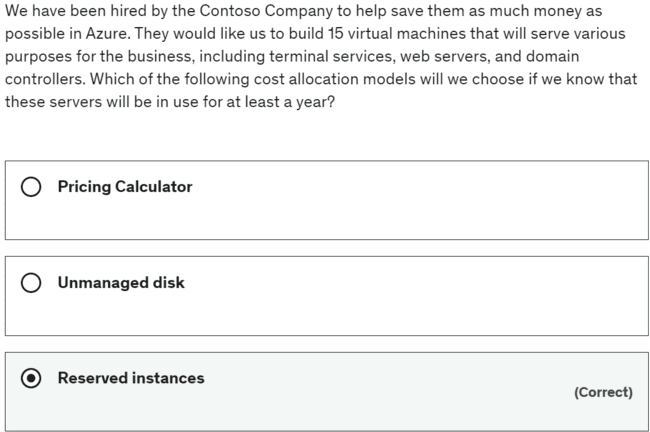 We have been hired by the Contoso Company to help save them as much money as
possible in Azure. They would like us to build 15 virtual machines that will serve various
purposes for the business, including terminal services, web servers, and domain
controllers. Which of the following cost allocation models will we choose if we know that
these servers will be in use for at least a year?
Pricing Calculator
Unmanaged disk
Reserved instances
(Correct)